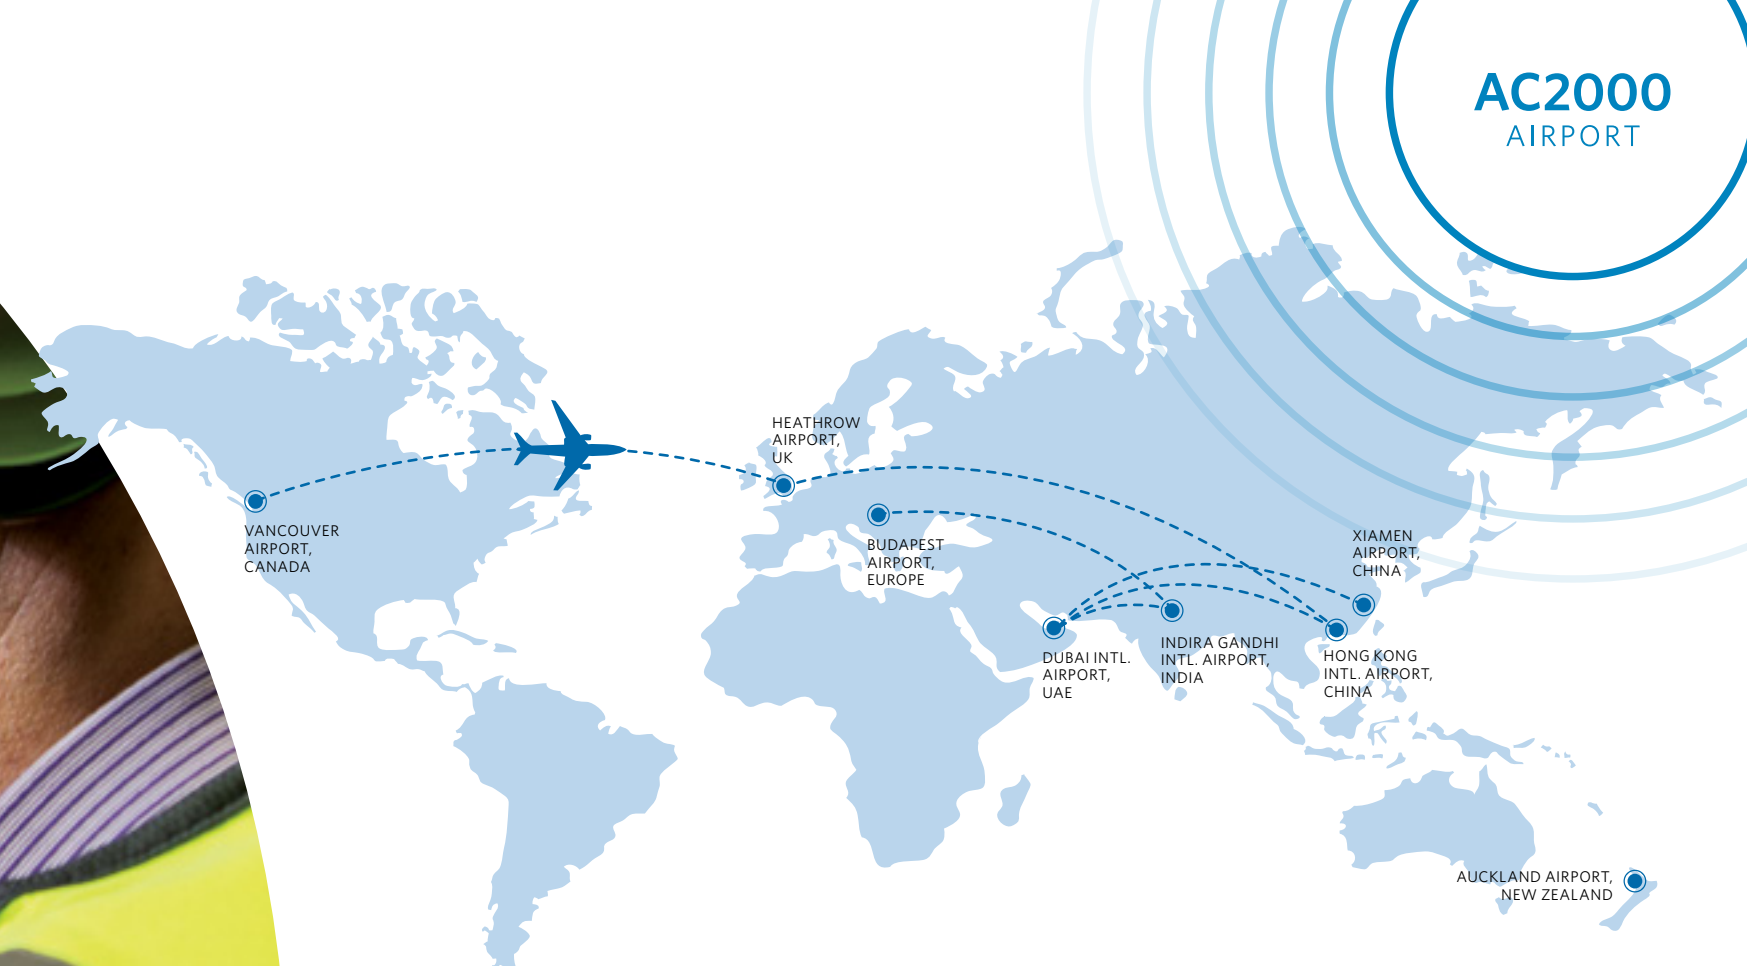 AC2000
AIRPORT
HEATHROW
AIRPORT,
UK
VANCOUVER
AIRPORT,
CANADA
BUDAPEST
AIRPORT,
EUROPE
XIAMEN
AIRPORT,
CHINA
DUBAI INTL.
AIRPORT,
UAE
INDIRA GANDHI
INTL. AIRPORT,
INDIA
HONG KONG
INTL. AIRPORT,
CHINA
AUCKLAND AIRPORT,
NEW ZEALAND